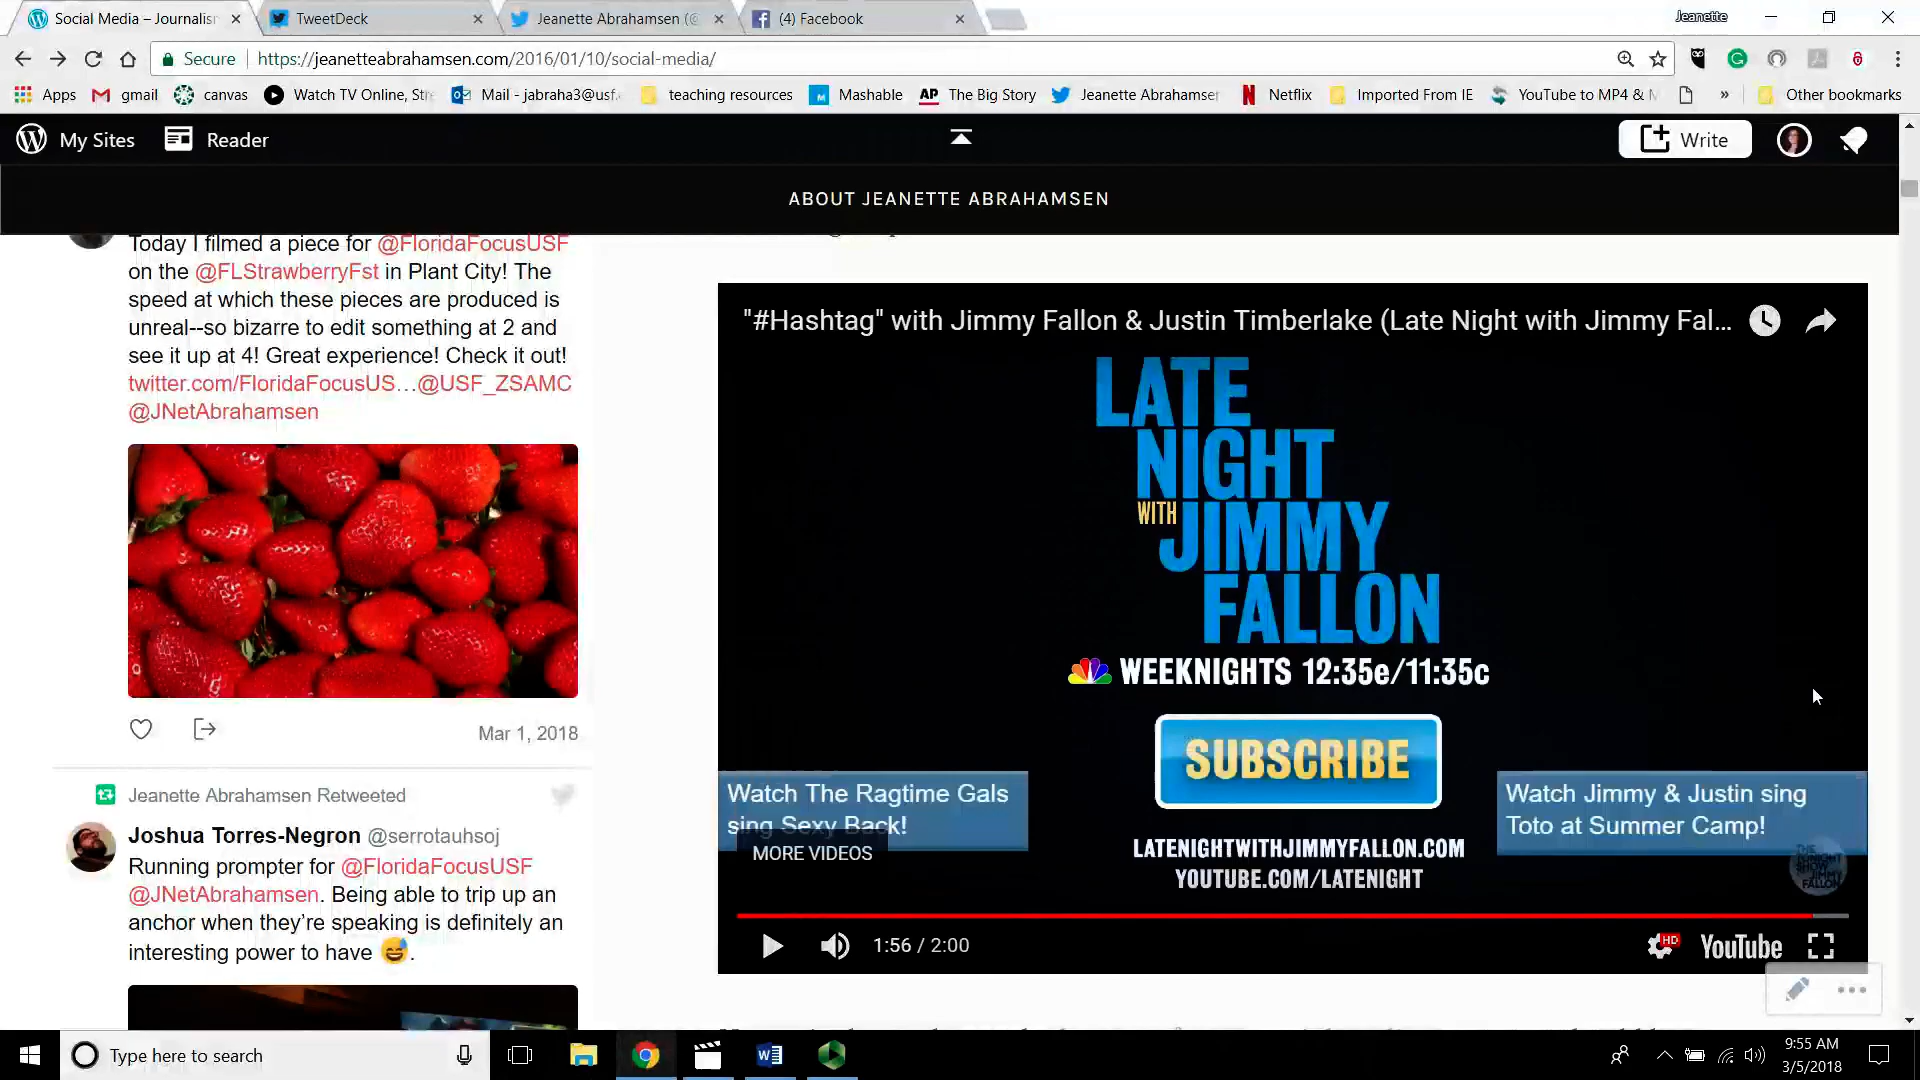 Social Media – Journalis
TweetDeck
Jeanette Abrahamsen (@
(4) Facebook
Jeanette
Secure
https://jeanetteabrahamsen.com/2016/01/10/social-media/
Apps
gmail
canvas
Watch TV Online, Str
Mail - jabraha3@usf.
teaching resources
Mashable
AP
The Big Story
Jeanette Abrahamser
Netflix
Imported From IE
YouTube to MP4 & M
»
Other bookmarks
My Sites
Reader
Write
ABOUT JEANETTE ABRAHAMSEN
Today I filmed a piece for @FloridaFocusUSF
on the @FLStrawberryFst in Plant City! The
speed at which these pieces are produced is
unreal--so bizarre to edit something at 2 and
see it up at 4! Great experience! Check it out!
twitter.com/FloridaFocusUS…@USF_ZSAMC
@JNetAbrahamsen
Mar 1, 2018
Jeanette Abrahamsen Retweeted
Joshua Torres-Negron @serrotauhsoj
Running prompter for @FloridaFocusUSF
@JNetAbrahamsen. Being able to trip up an
anchor when they're speaking is definitely an
interesting power to have 😅.
"#Hashtag" with Jimmy Fallon & Justin Timberlake (Late Night with Jimmy Fal...
LATE
NIGHT
WITH JIMMY
FALLON
WEEKNIGHTS 12:35e/11:35c
SUBSCRIBE
Watch The Ragtime Gals
sing Sexy Back!
MORE VIDEOS
Watch Jimmy & Justin sing
Toto at Summer Camp!
LATENIGHTWITHJIMMYFALLON.COM
YOUTUBE.COM/LATENIGHT
THE
TONIGHT
SHOW
JIMMY
FALLON
1:56 / 2:00
HD
YouTube
Type here to search
9:55 AM
3/5/2018